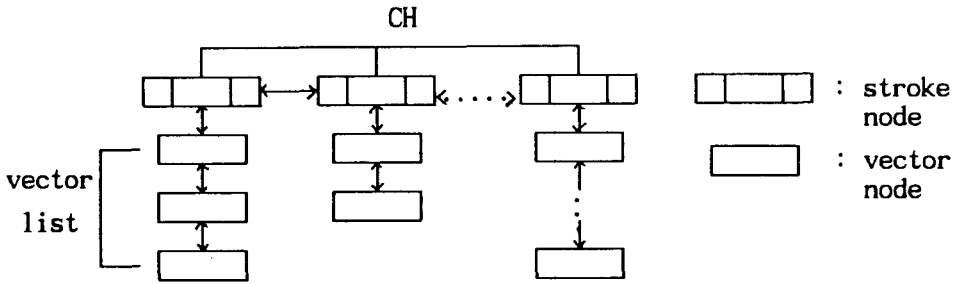 CH
: stroke
node
vector
list
: vector
node